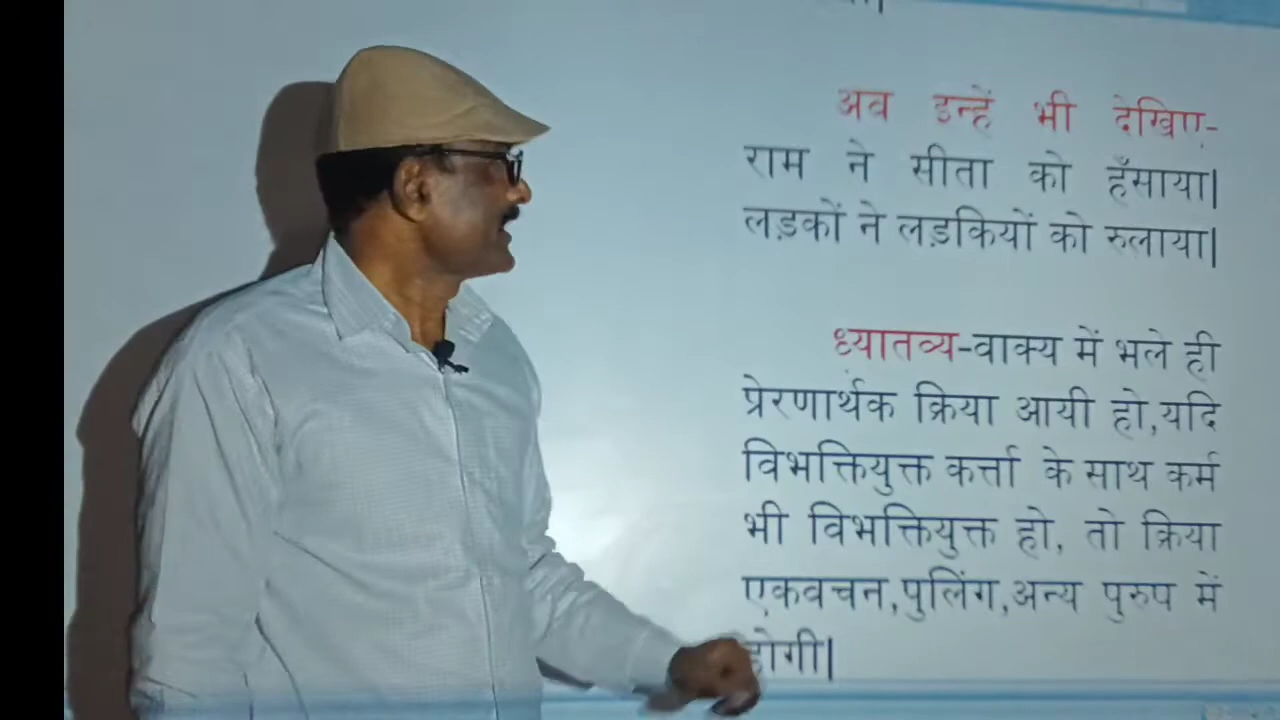 अब इन्हें भी देखिए-
राम ने सीता को हँसाया|
लड़कों ने लड़कियों को रुलाया|
ध्यातव्य-वाक्य में भले ही
प्रेरणार्थक क्रिया आयी हो,यदि
विभक्तियुक्त कर्त्ता के साथ कर्म
भी विभक्तियुक्त हो, तो क्रिया
एकवचन,पुलिंग,अन्य पुरुष में
होगी|